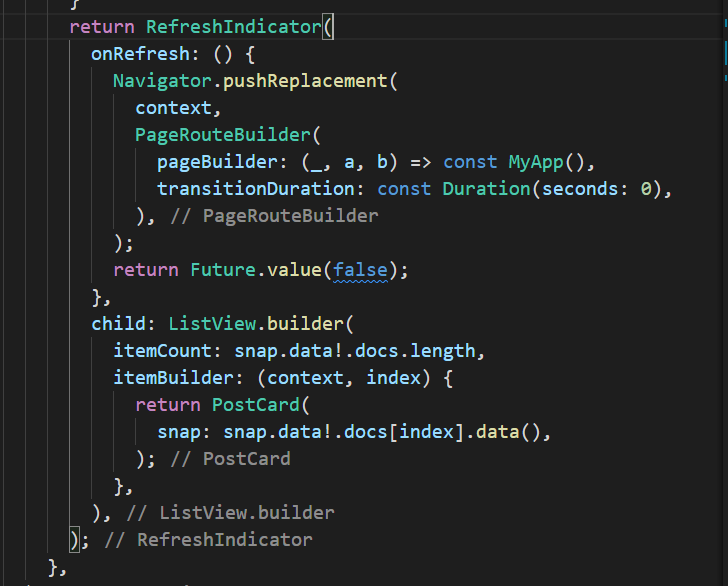 }
return RefreshIndicator(
onRefresh: () {
Navigator.pushReplacement(
context,
PageRouteBuilder(
pageBuilder: (_, a, b) => const MyApp(),
transitionDuration: const Duration(seconds: 0),
), // PageRouteBuilder
);
return Future.value(false);
},
child: ListView.builder(
itemCount: snap.data!.docs.length,
itemBuilder: (context, index) {
return PostCard(
snap: snap.data!.docs[index].data(),
); // PostCard
},
), // ListView.builder
); // RefreshIndicator
},